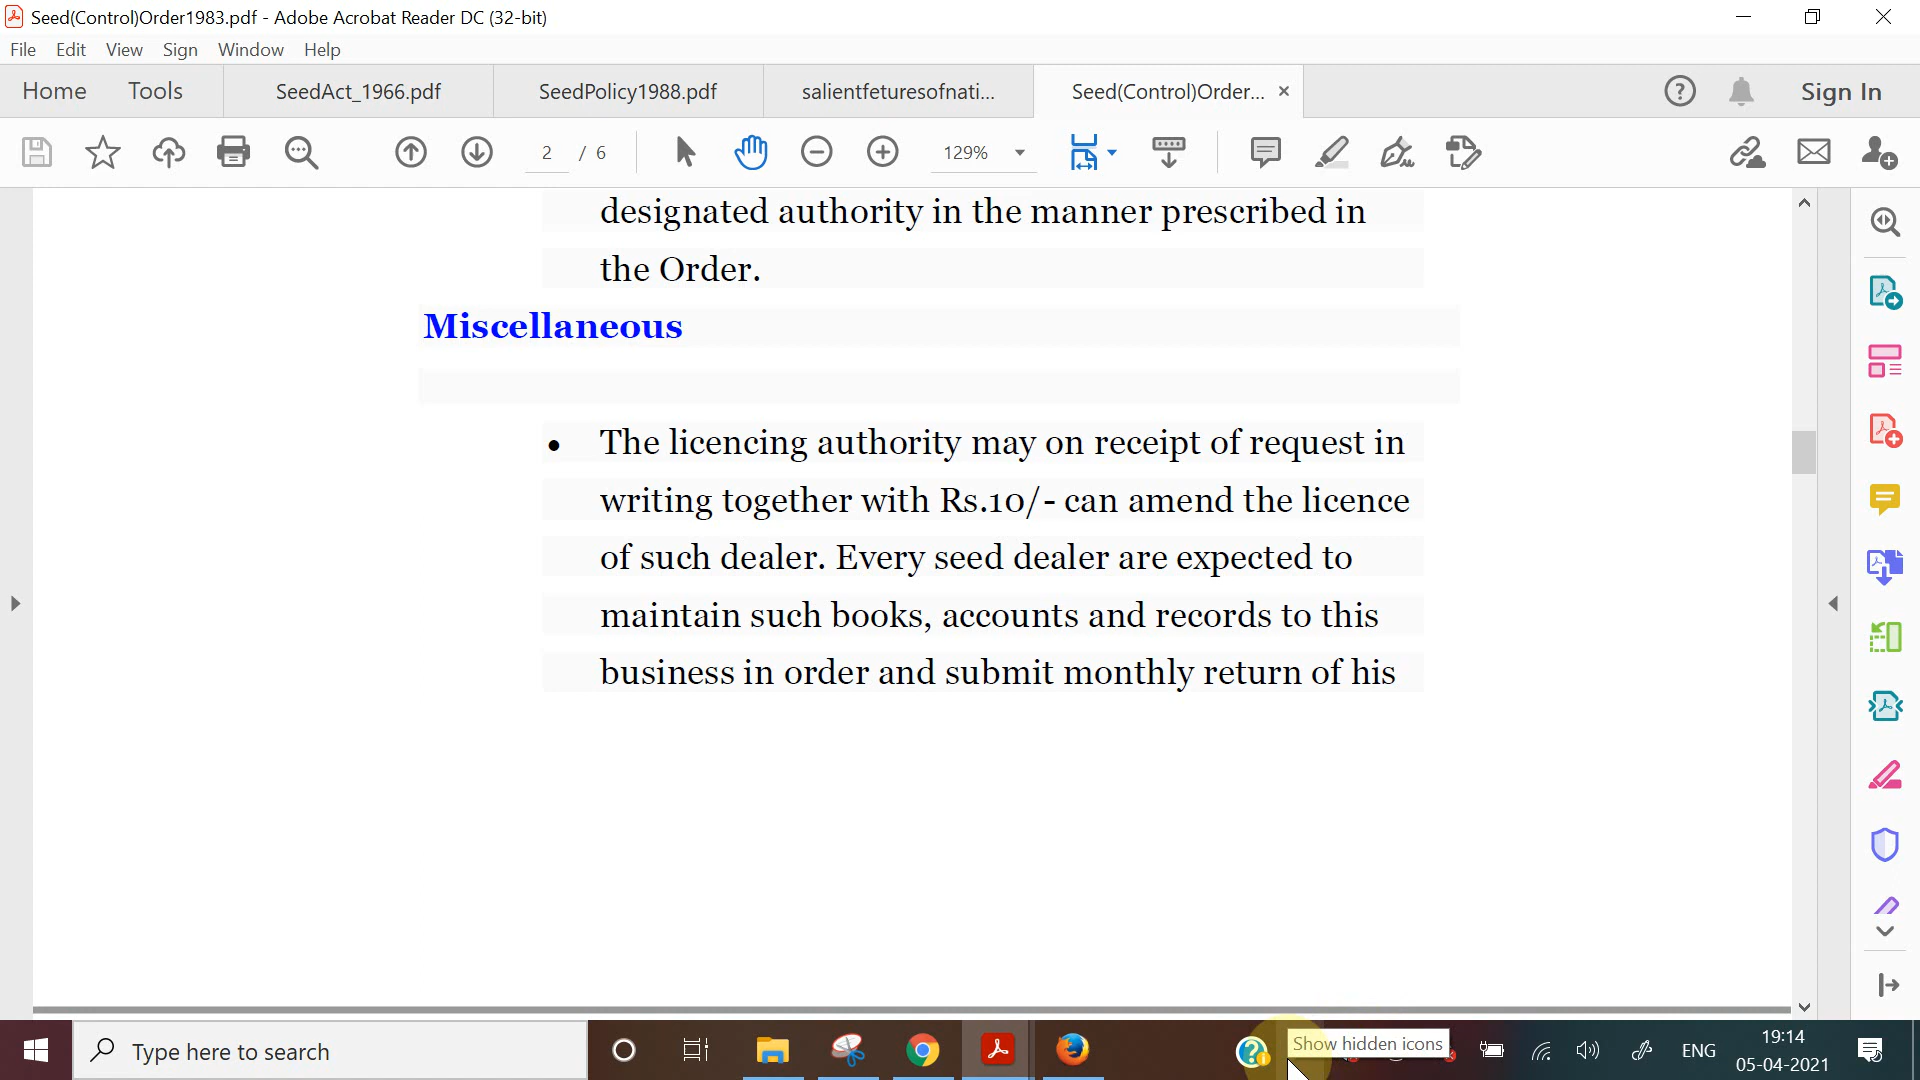 Seed(Control)Order1983.pdf - Adobe Acrobat Reader DC (32-bit)
File Edit View Sign Window Help
Home Tools SeedAct_1966.pdf SeedPolicy1988.pdf salientfeturesofnati... Seed(Control)Order... × Sign In
2 / 6 129%
designated authority in the manner prescribed in
the Order.
Miscellaneous
• The licencing authority may on receipt of request in
writing together with Rs.10/- can amend the licence
of such dealer. Every seed dealer are expected to
maintain such books, accounts and records to this
business in order and submit monthly return of his
Type here to search
Show hidden icons
ENG
19:14
05-04-2021